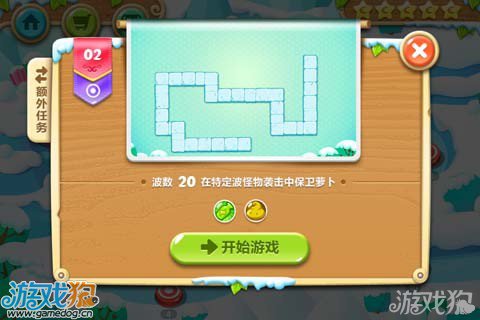 02
额外任务
波数 20 在特定波怪物袭击中保卫萝卜
开始游戏
游戏狗
www.gamedog.cn
游戏狗